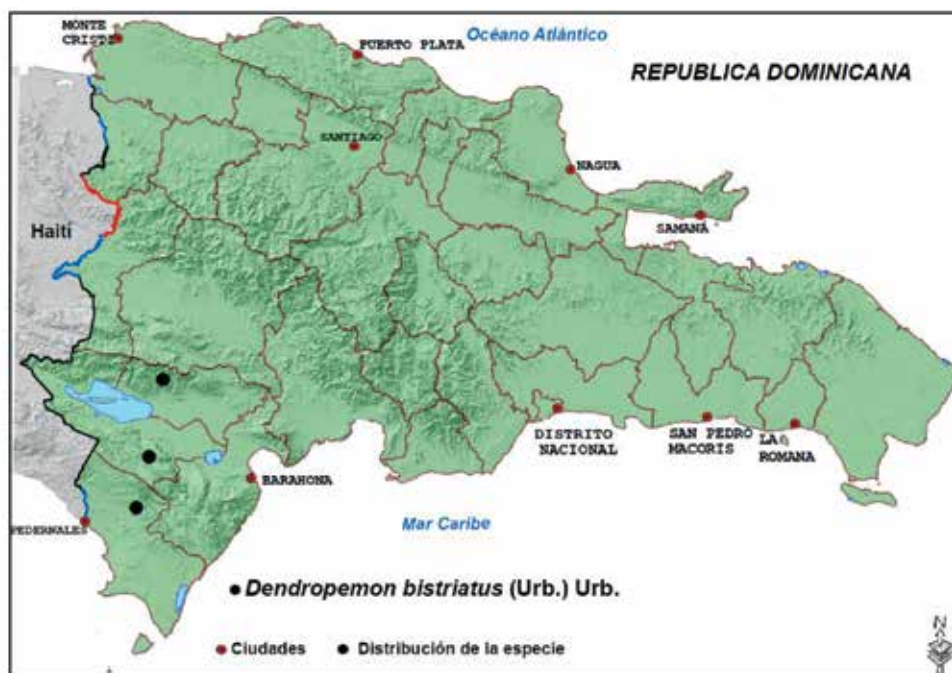 MONTE
CRISTI
PUERTO PLATA
Océano Atlántico
REPUBLICA DOMINICANA
SANTIAGO
NAGUA
SAMANÁ
Haití
DISTRITO
NACIONAL
SAN PEDRO
MACORIS
LA
ROMANA
BARAHONA
PEDERNALES
Mar Caribe
Dendropemon bistriatus (Urb.) Urb.
Ciudades
Distribución de la especie
N